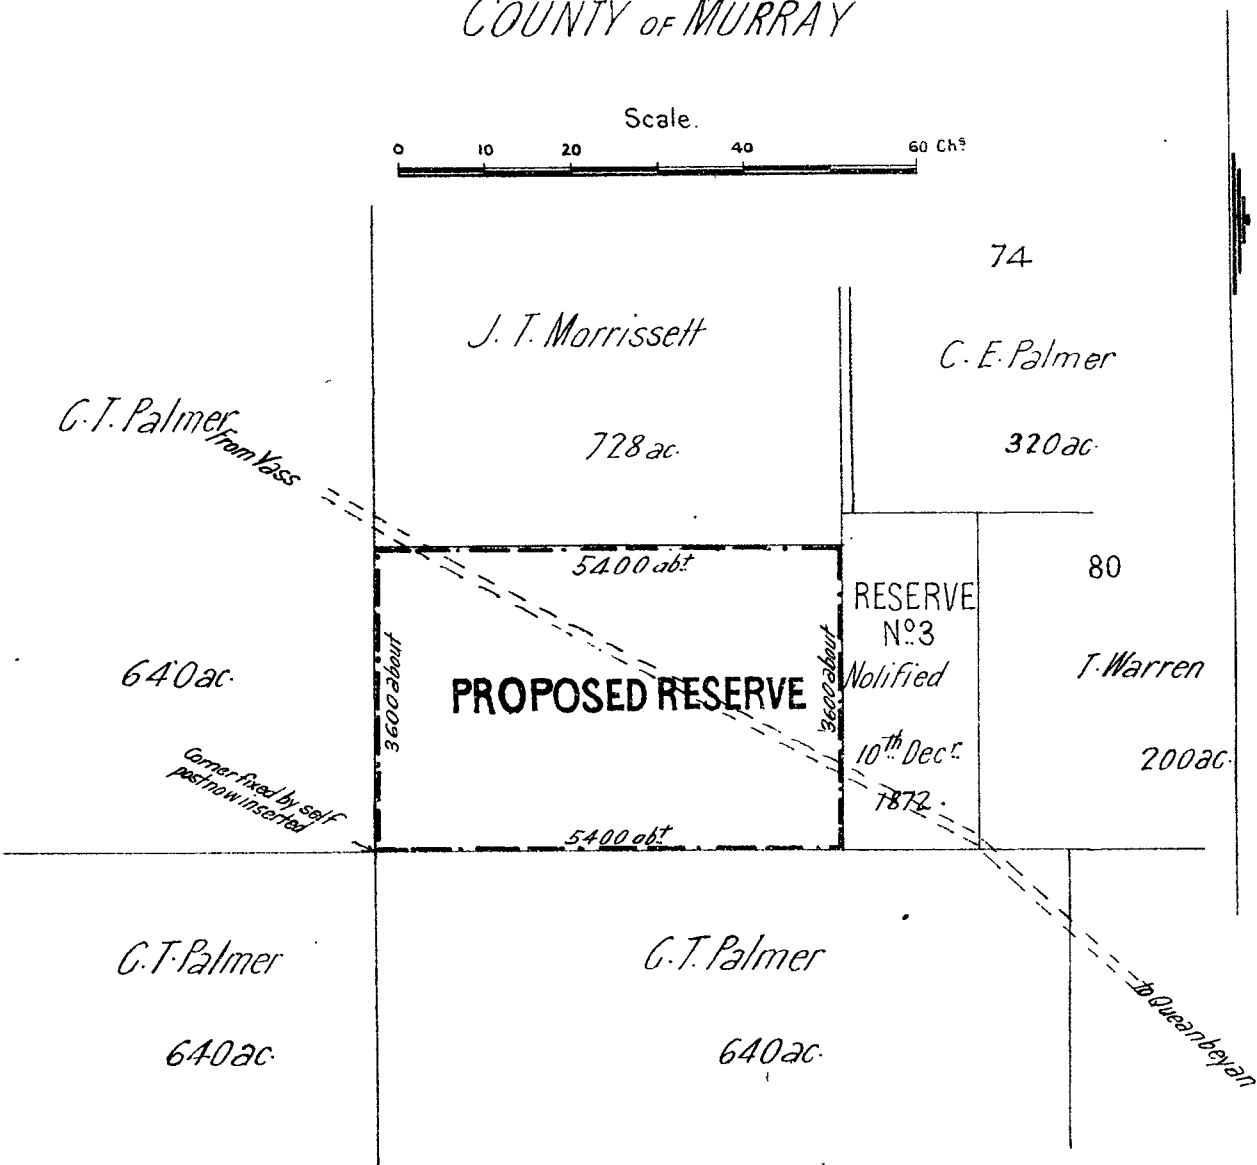 COUNTY OF MURRAY
Scale.
0 10 20 40 60 Chs
74
J. T. Morrissett
C. E. Palmer
G. T. Palmer
From Yass
728 ac.
320 ac.
5400 abt
80
RESERVE
No. 3
3600 about
3600 about
640 ac.
PROPOSED RESERVE
Notified
T. Warren
10th Decr.
200 ac.
Corner fixed by self
post now inserted
1872.
5400 abt
G. T. Palmer
G. T. Palmer
to Queanbeyan
640 ac.
640 ac.